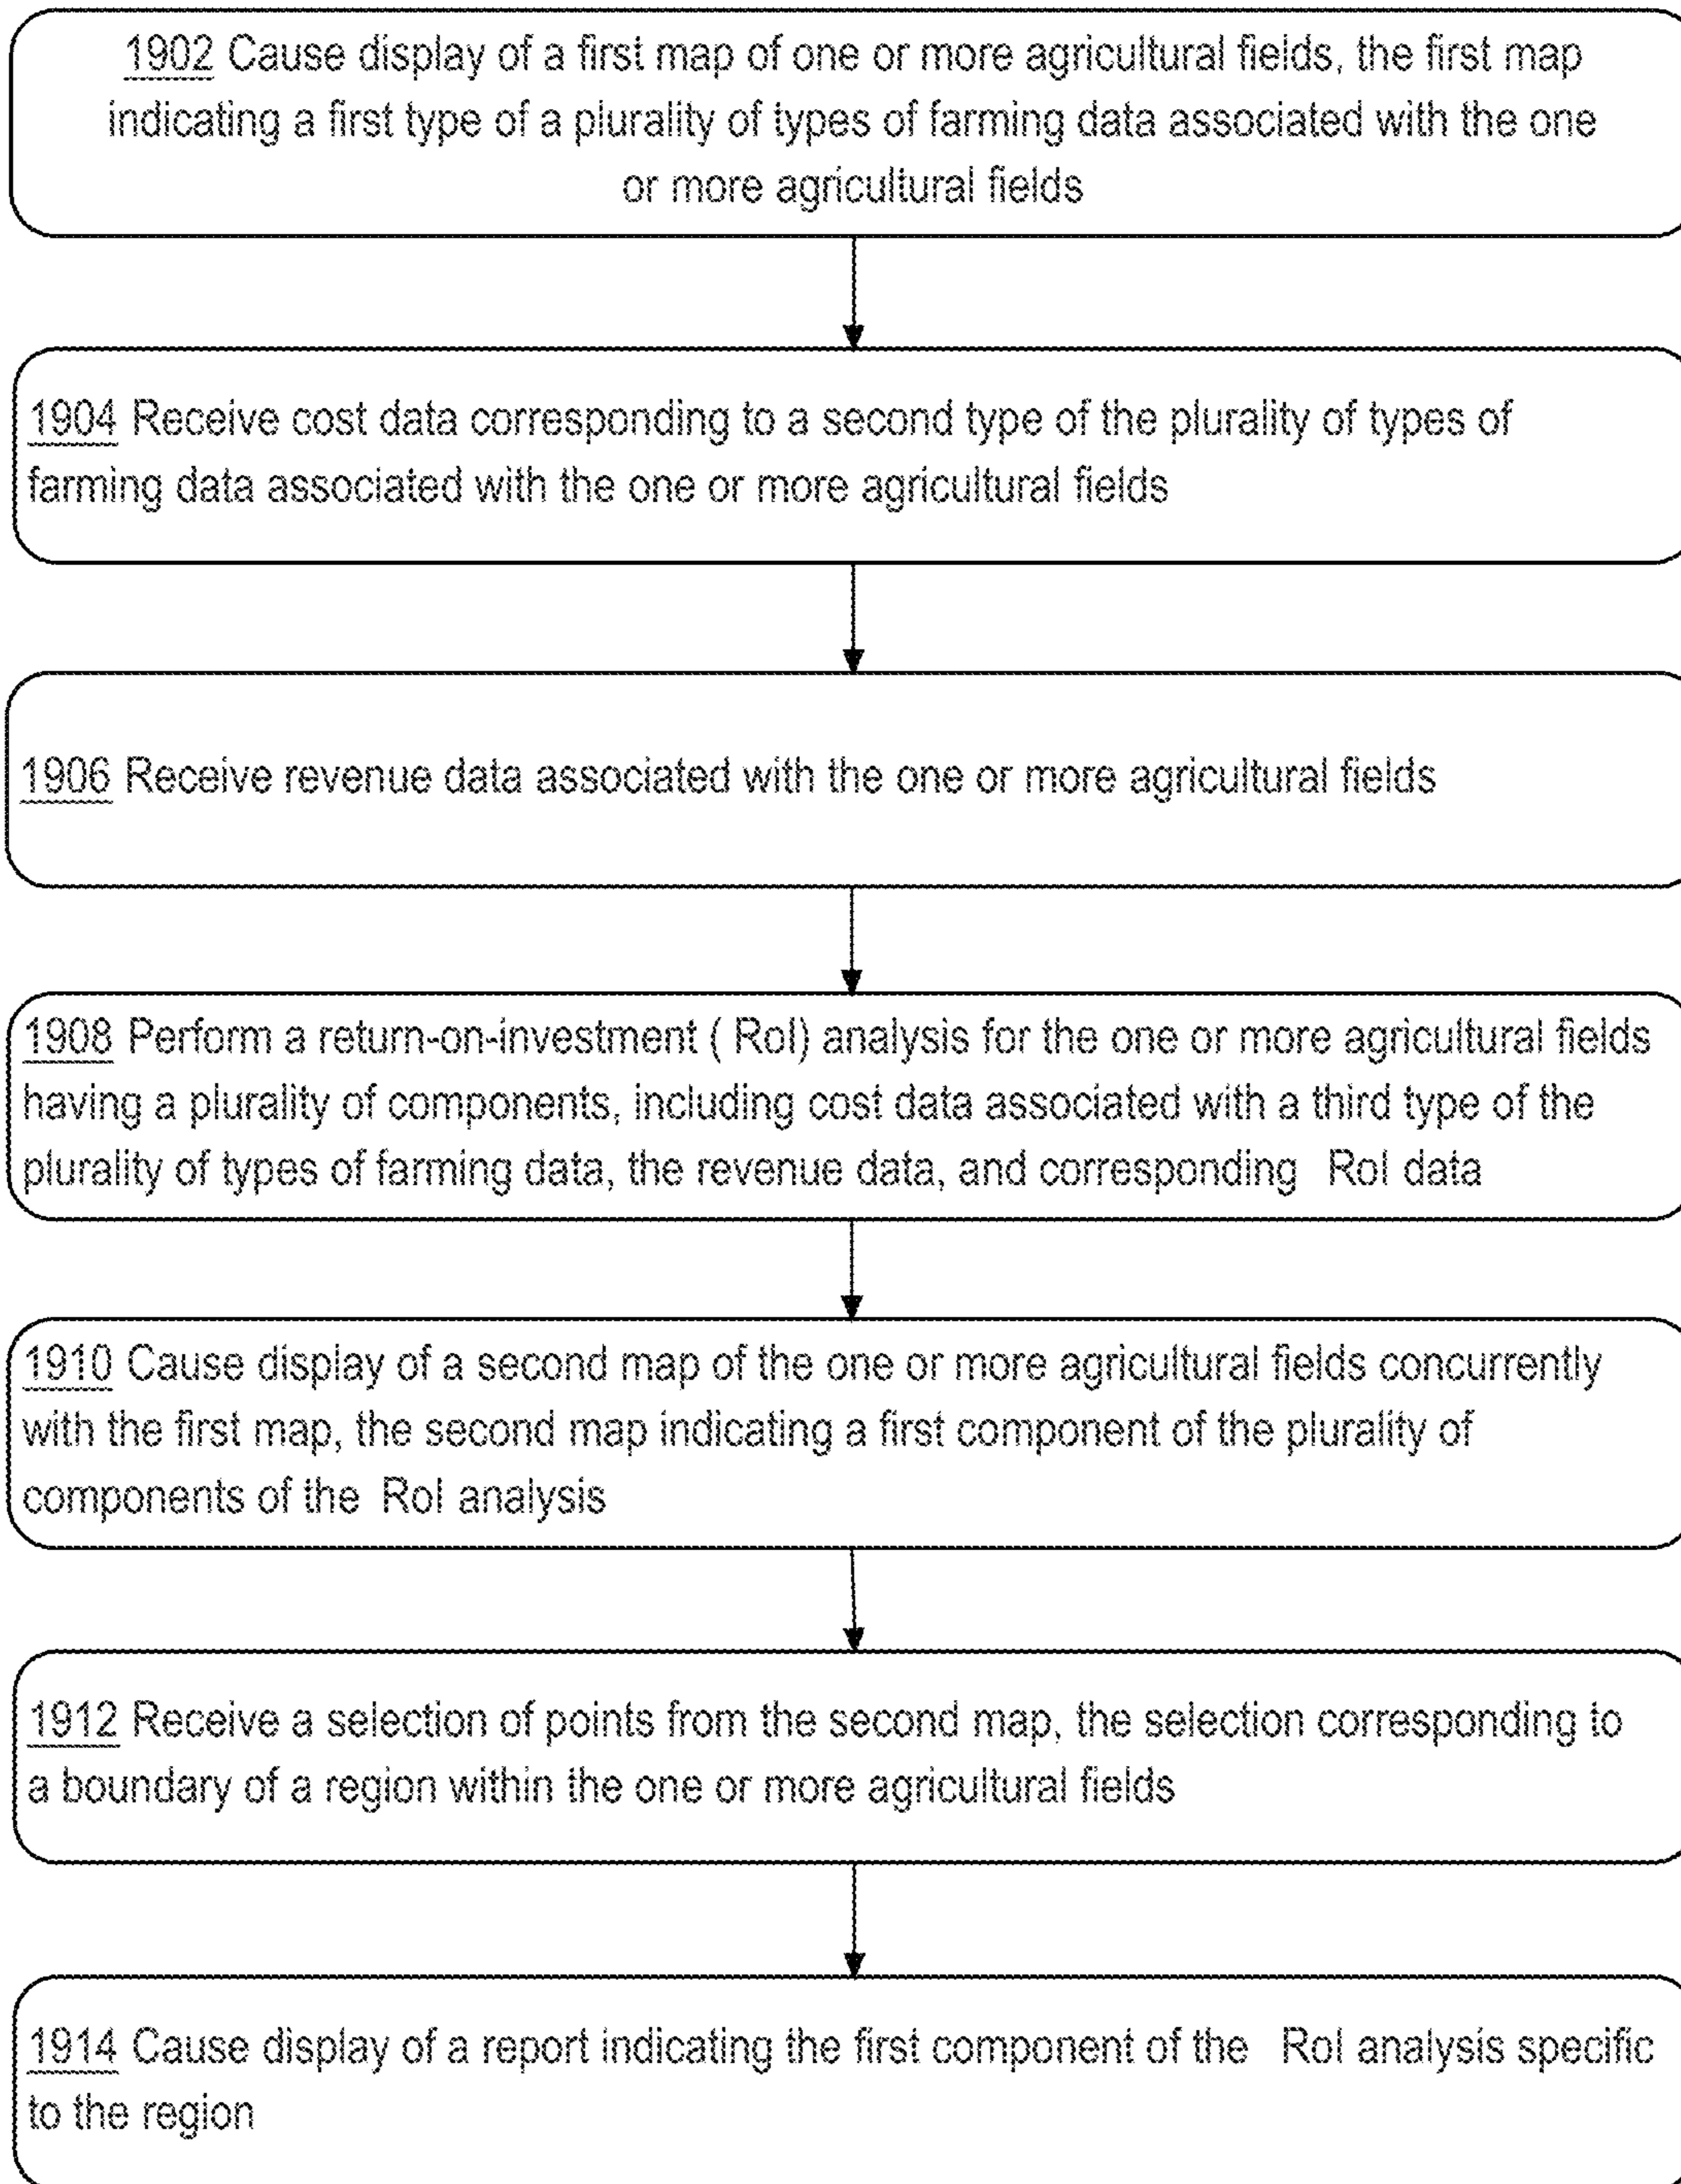 1902 Cause display of a first map of one or more agricultural fields, the first map
indicating a first type of a plurality of types of farming data associated with the one
or more agricultural fields
1904 Receive cost data corresponding to a second type of the plurality of types of
farming data associated with the one or more agricultural fields
1906 Receive revenue data associated with the one or more agricultural fields
1908 Perform a return-on-investment ( RoI) analysis for the one or more agricultural fields
having a plurality of components, including cost data associated with a third type of the
plurality of types of farming data, the revenue data, and corresponding RoI data
1910 Cause display of a second map of the one or more agricultural fields concurrently
with the first map, the second map indicating a first component of the plurality of
components of the RoI analysis
1912 Receive a selection of points from the second map, the selection corresponding to
a boundary of a region within the one or more agricultural fields
1914 Cause display of a report indicating the first component of the RoI analysis specific
to the region